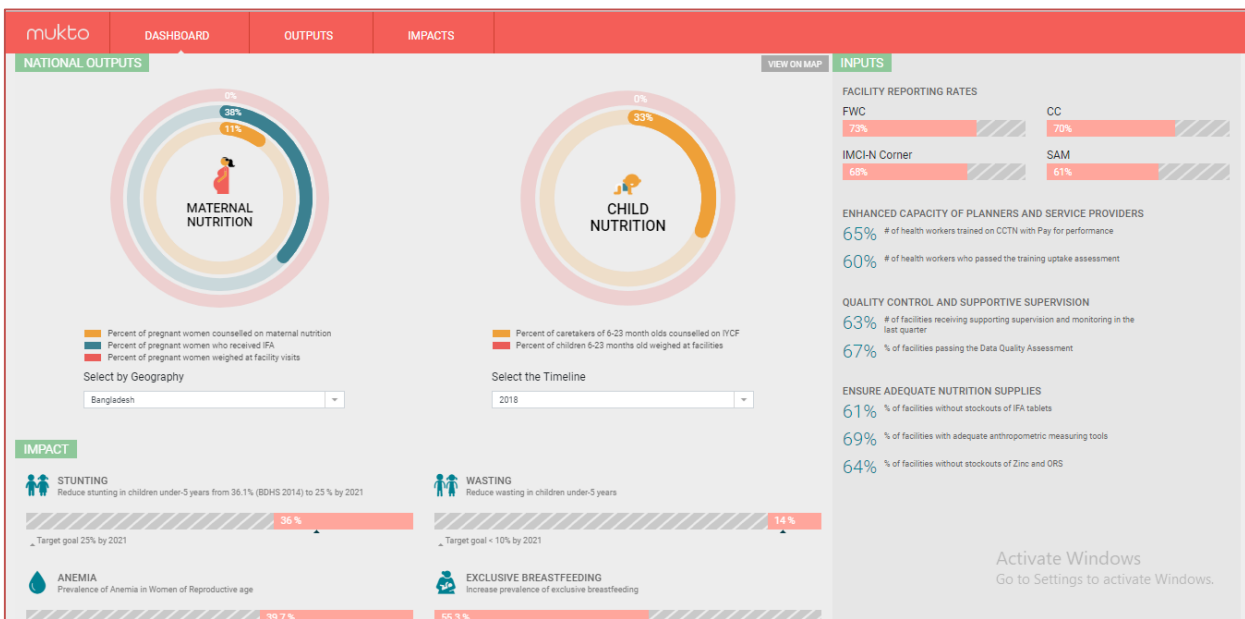 mukto
DASHBOARD
OUTPUTS
IMPACTS
NATIONAL OUTPUTS
VIEW ON MAP
0%
38%
11%
MATERNAL
NUTRITION
Percent of pregnant women counselled on maternal nutrition
Percent of pregnant women who received IFA
Percent of pregnant women weighed at facility visits
Select by Geography
Bangladesh
0%
33%
CHILD
NUTRITION
Percent of caretakers of 6-23 month olds counselled on IYCF
Percent of children 6-23 months old weighed at facilities
Select the Timeline
2018
IMPACT
STUNTING
Reduce stunting in children under-5 years from 36.1% (BDHS 2014) to 25 % by 2021
36 %
Target goal 25% by 2021
WASTING
Reduce wasting in children under-5 years
14 %
Target goal < 10% by 2021
ANEMIA
Prevalence of Anemia in Women of Reproductive age
39.7 %
EXCLUSIVE BREASTFEEDING
Increase prevalence of exclusive breastfeeding
55.3 %
INPUTS
FACILITY REPORTING RATES
FWC
73%
CC
70%
IMCI-N Corner
68%
SAM
61%
ENHANCED CAPACITY OF PLANNERS AND SERVICE PROVIDERS
65% # of health workers trained on CCTN with Pay for performance
60% # of health workers who passed the training uptake assessment
QUALITY CONTROL AND SUPPORTIVE SUPERVISION
63% # of facilities receiving supporting supervision and monitoring in the
last quarter
67% % of facilities passing the Data Quality Assessment
ENSURE ADEQUATE NUTRITION SUPPLIES
61% % of facilities without stockouts of IFA tablets
69% % of facilities with adequate anthropometric measuring tools
64% % of facilities without stockouts of Zinc and ORS
Activate Windows
Go to Settings to activate Windows.